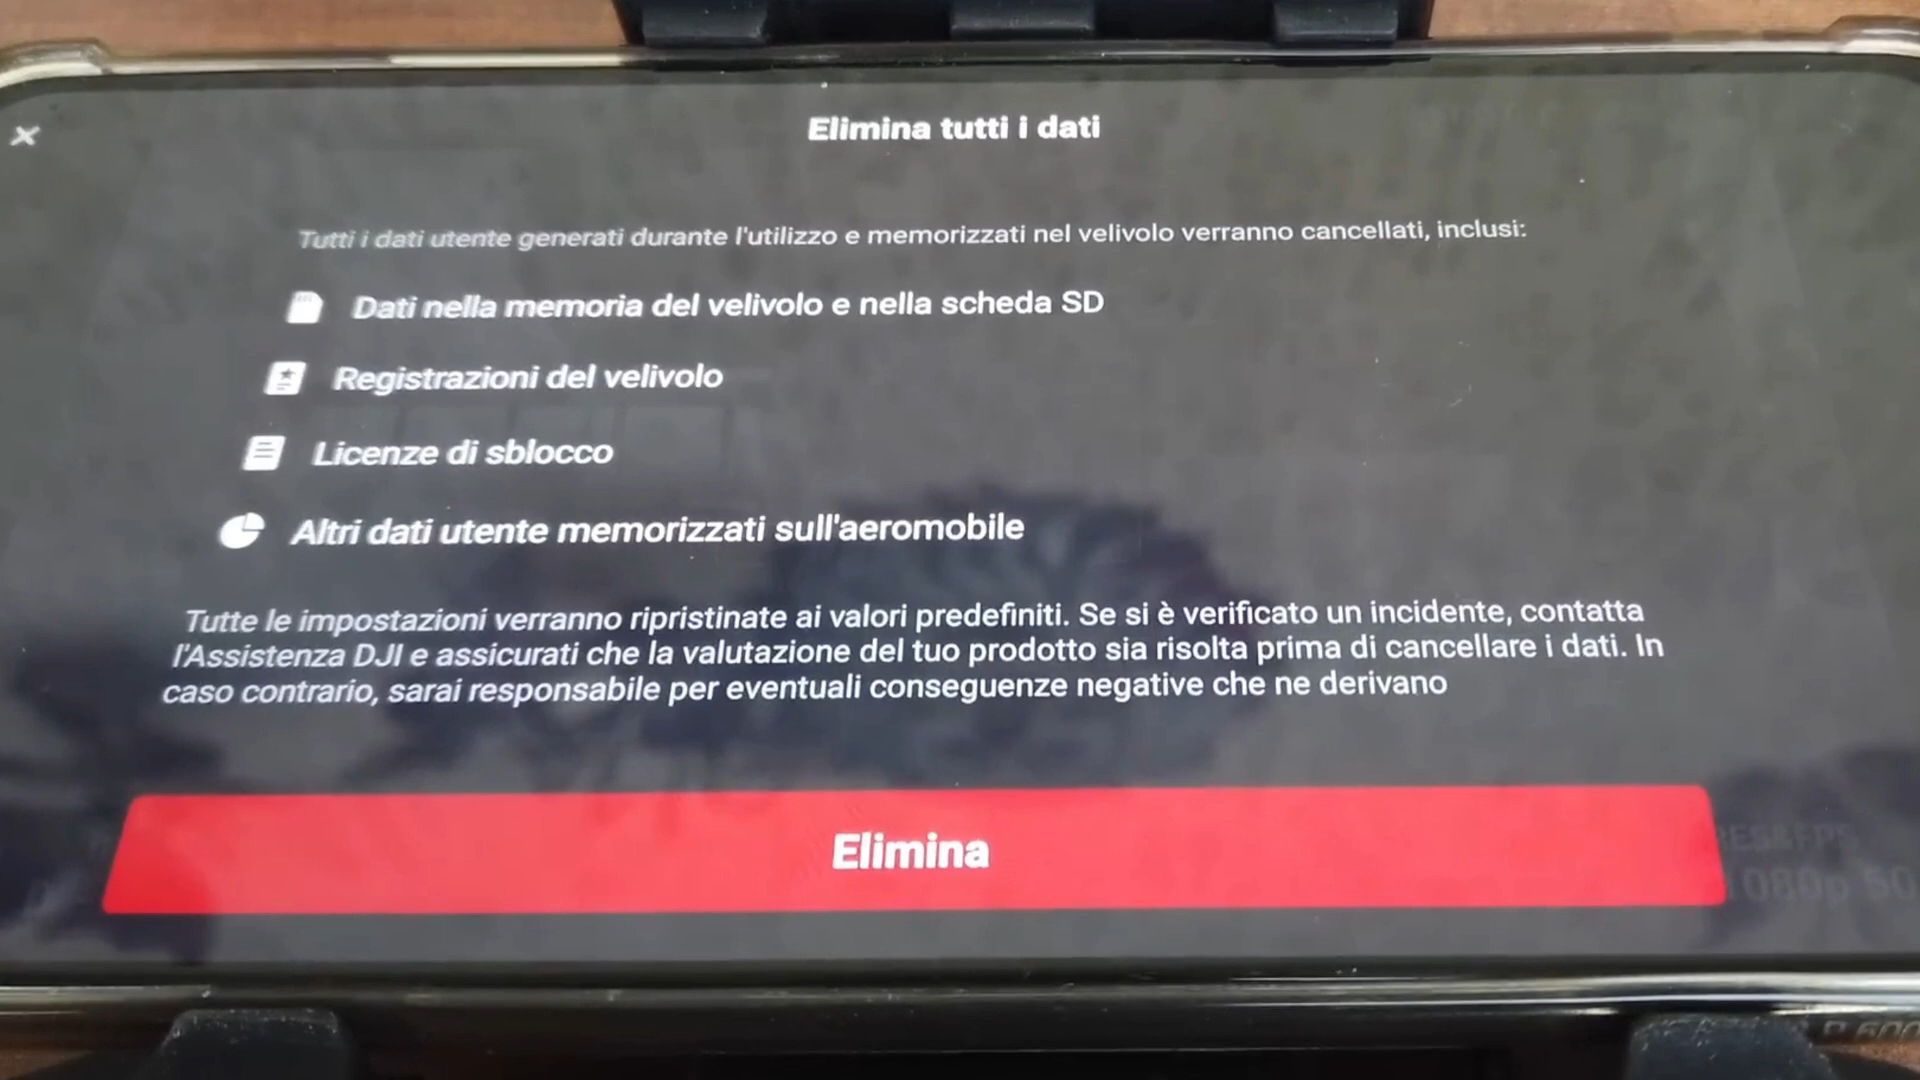 Elimina tutti i dati
Tutti i dati utente generati durante l'utilizzo e memorizzati nel velivolo verranno cancellati, inclusi:
Dati nella memoria del velivolo e nella scheda SD
Registrazioni del velivolo
Licenze di sblocco
Altri dati utente memorizzati sull'aeromobile
Tutte le impostazioni verranno ripristinate ai valori predefiniti. Se si è verificato un incidente, contatta
l'Assistenza DJI e assicurati che la valutazione del tuo prodotto sia risolta prima di cancellare i dati. In
caso contrario, sarai responsabile per eventuali conseguenze negative che ne derivano
Elimina
RES&FPS
1080p